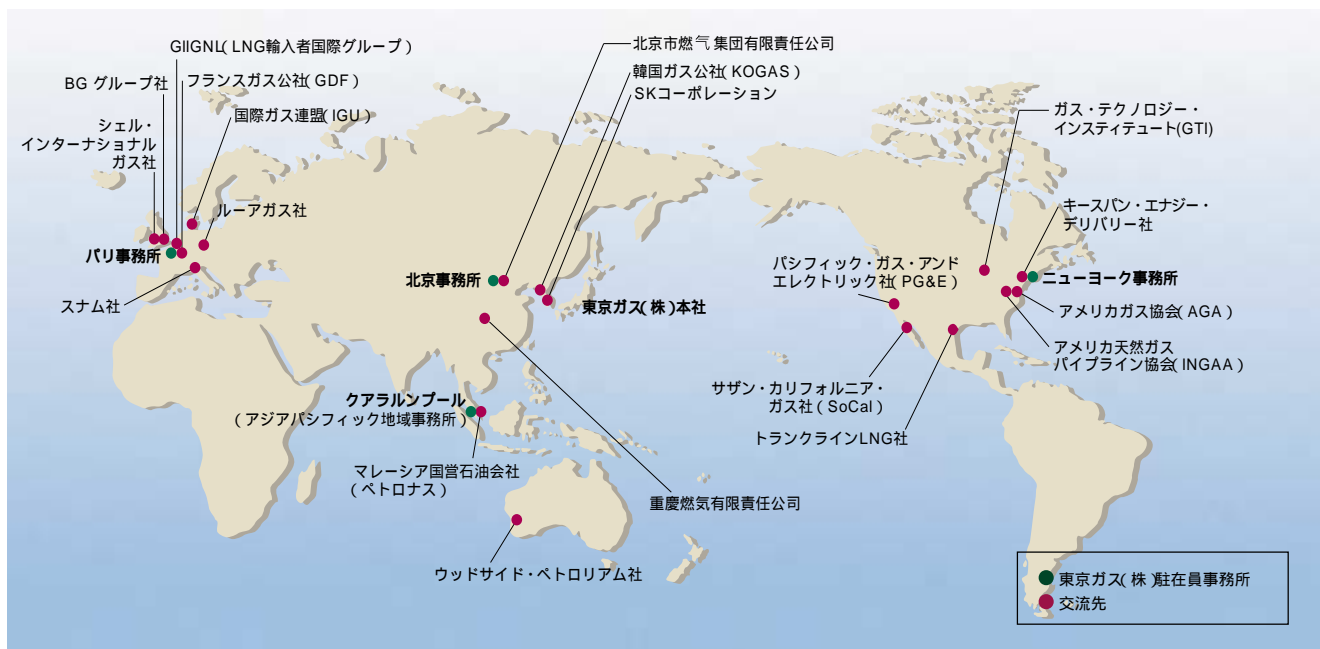 GIIGNL(LNG輸入者国際グループ)
BG グループ社
フランスガス公社(GDF)
国際ガス連盟(IGU)
シェル・
インターナショナル
ガス社
ルーアガス社
パリ事務所
スナム社
北京市燃气集団有限責任公司
韓国ガス公社(KOGAS)
SKコーポレーション
北京事務所
東京ガス(株)本社
クアラルンプール
(アジアパシフィック地域事務所)
マレーシア国営石油会社
(ペトロナス)
重慶燃気有限責任公司
ウッドサイド・ペトロリアム社
ガス・テクノロジー・
インスティテュート(GTI)
キースパン・エナジー・
デリバリー社
パシフィック・ガス・アンド
エレクトリック社(PG&E)
ニューヨーク事務所
アメリカガス協会(AGA)
アメリカ天然ガス
パイプライン協会(INGAA)
サザン・カリフォルニア・
ガス社(SoCal)
トランクラインLNG社
東京ガス(株)駐在員事務所
交流先